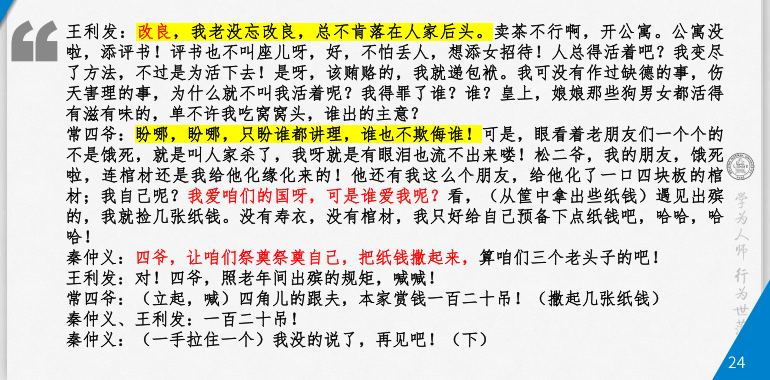 王利发：改良，我老没忘改良，总不肯落在人家后头。卖茶不行啊，开公寓。公寓没
啦，添评书！评书也不叫座儿呀，好，不怕丢人，想添女招待！人总得活着吧？我变尽
了方法，不过是为活下去！是呀，该贿赂的，我就递包袱。我可没有作过缺德的事，伤
天害理的事，为什么就不叫我活着呢？我得罪了谁？谁？皇上，娘娘那些狗男女都活得
有滋有味的，单不许我吃窝窝头，谁出的主意？
常四爷：盼哪，盼哪，只盼谁都讲理，谁也不欺侮谁！可是，眼看着老朋友们一个个的
不是饿死，就是叫人家杀了，我呀就是有眼泪也流不出来喽！松二爷，我的朋友，饿死
啦，连棺材还是我给他化缘化来的！他还有我这么个朋友，给他化了一口四块板的棺
材；我自己呢？我爱咱们的国呀，可是谁爱我呢？看，（从筐中拿出些纸钱）遇见出殡
的，我就捡几张纸钱。没有寿衣，没有棺材，我只好给自己预备下点纸钱吧，哈哈，哈
哈！
秦仲义：四爷，让咱们祭奠祭奠自己，把纸钱撒起来，算咱们三个老头子的吧！
王利发：对！四爷，照老年间出殡的规矩，喊喊！
常四爷：（立起，喊）四角儿的跟夫，本家赏钱一百二十吊！（撒起几张纸钱）
秦仲义、王利发：一百二十吊！
秦仲义：（一手拉住一个）我没的说了，再见吧！（下）
学为人师 行为世
24